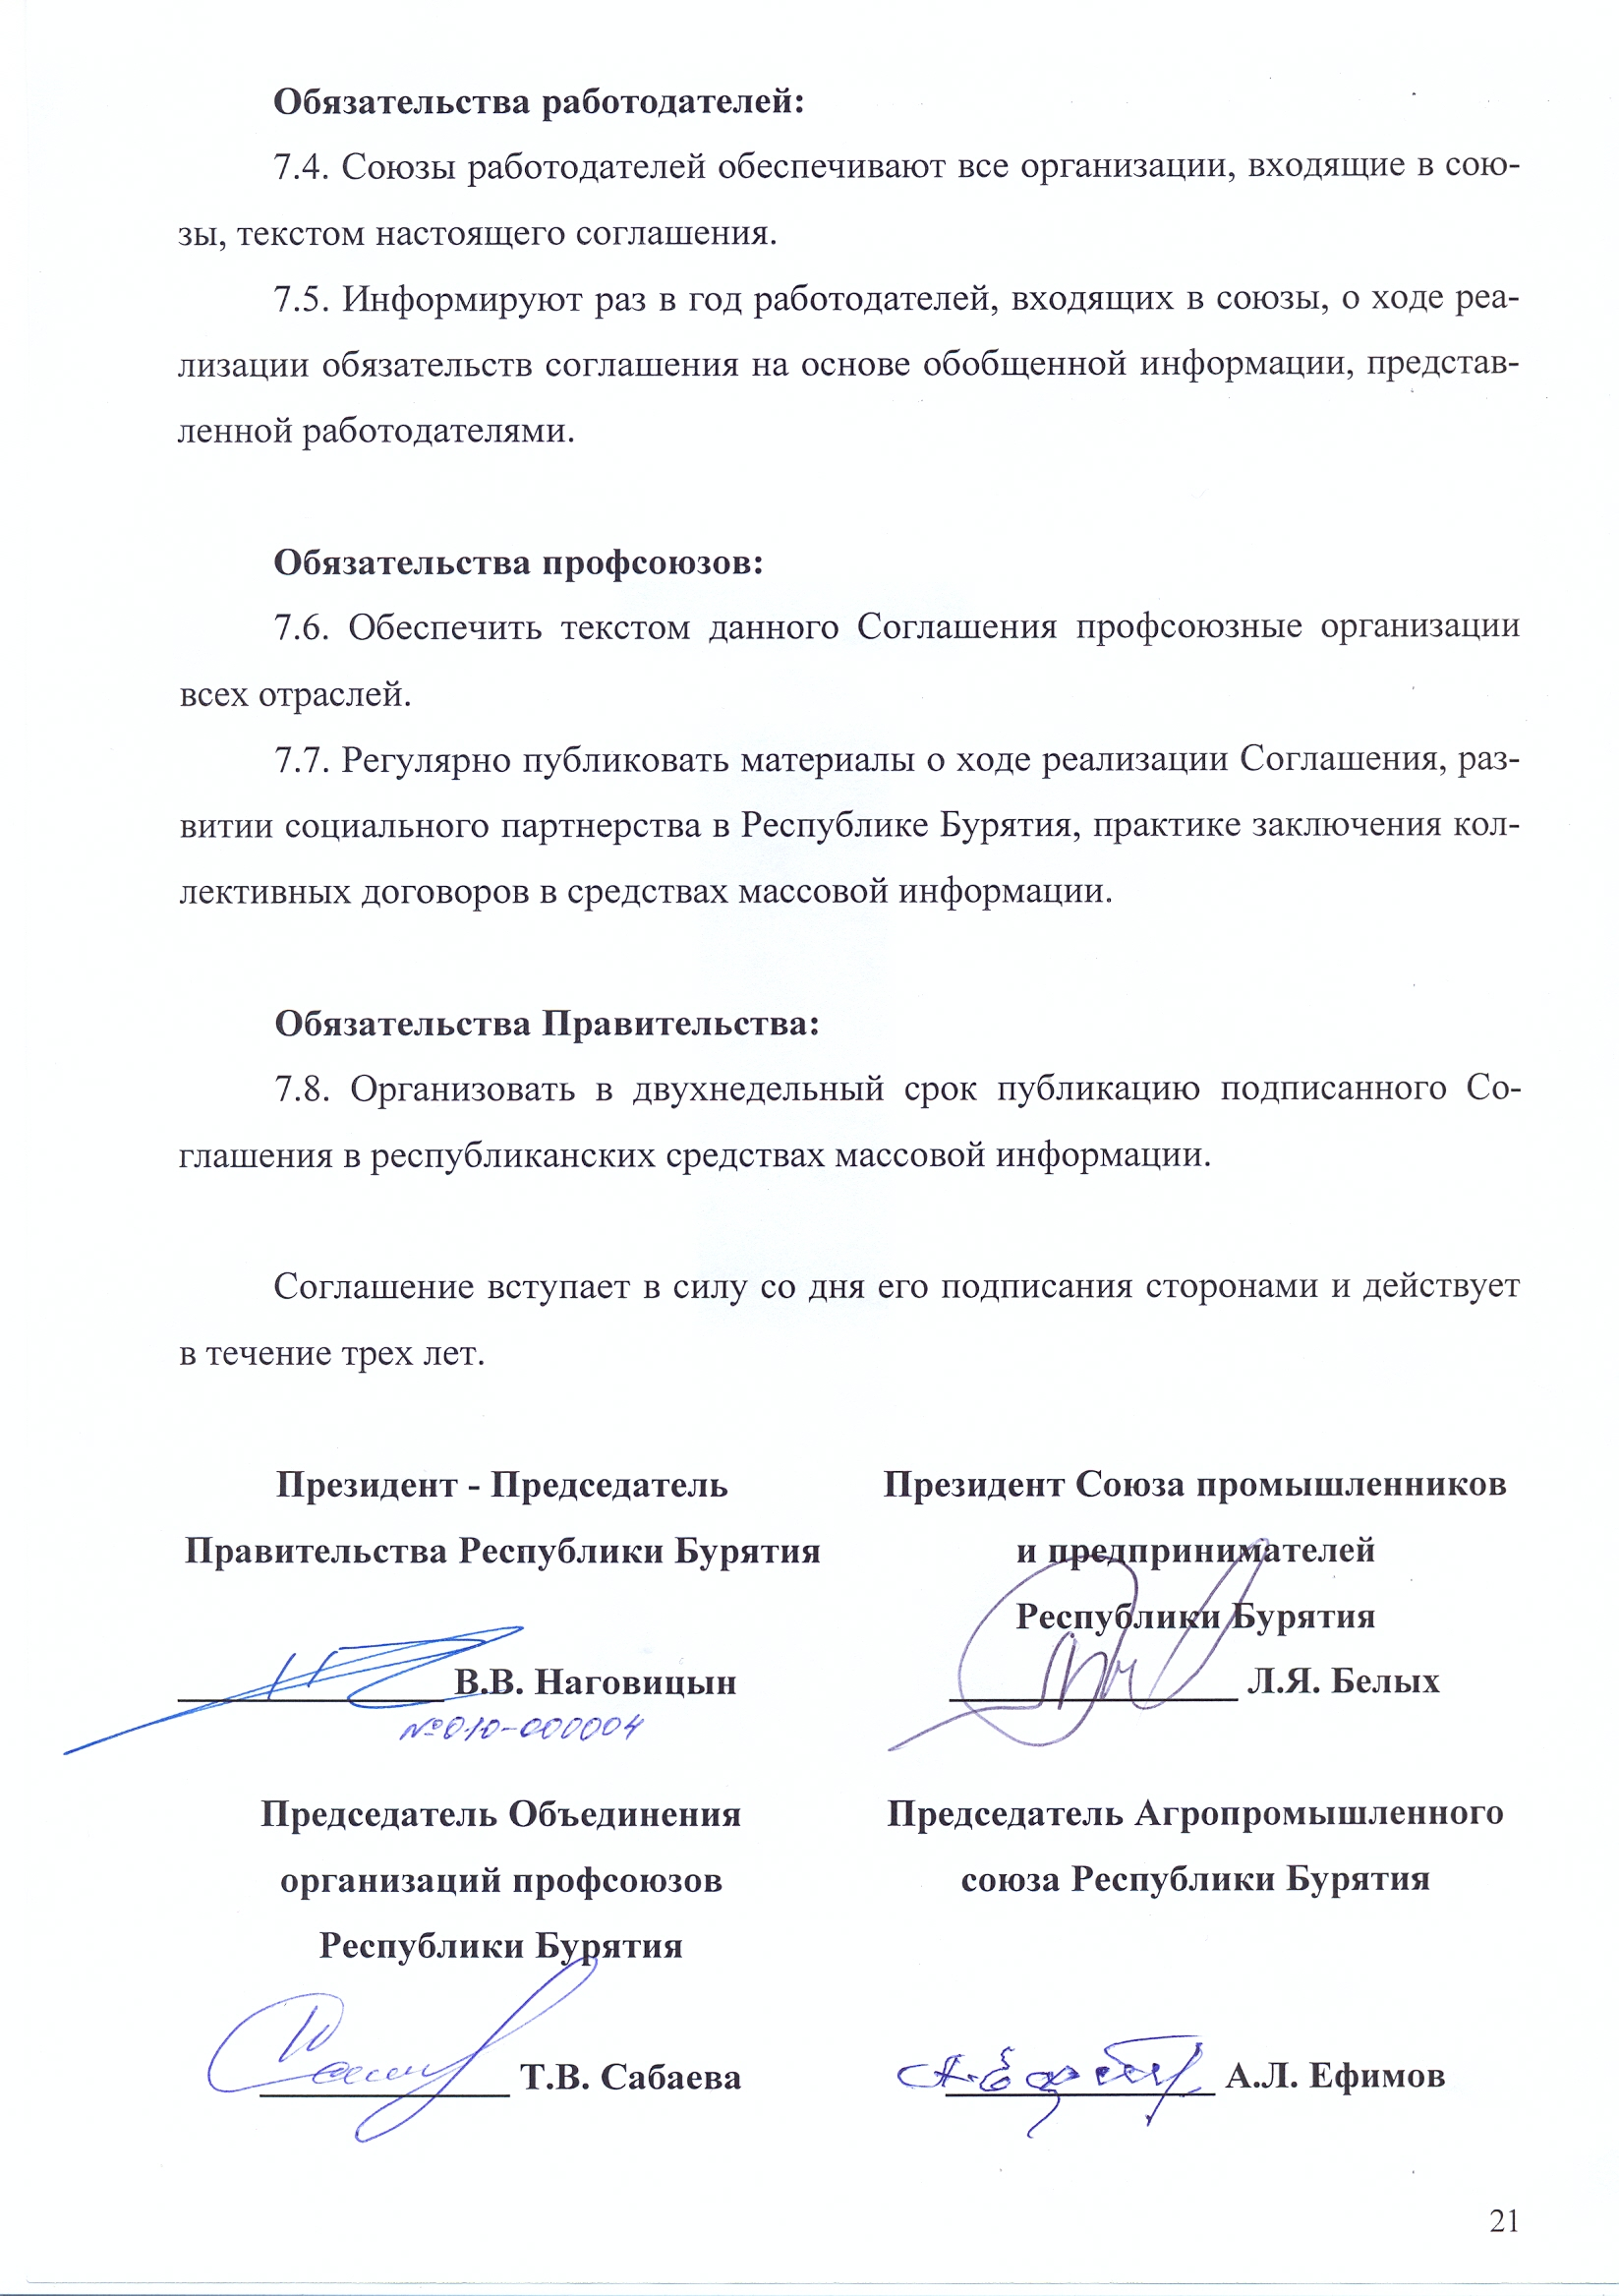 Обязательства работодателей:
7.4. Союзы работодателей обеспечивают все организации, входящие в сою-
зы, текстом настоящего соглашения.
7.5. Информируют раз в год работодателей, входящих в союзы, о ходе реа-
лизации обязательств соглашения на основе обобщенной информации, представ-
ленной работодателями.
Обязательства профсоюзов:
7.6. Обеспечить текстом данного Соглашения профсоюзные организации
всех отраслей.
7.7. Регулярно публиковать материалы о ходе реализации Соглашения, раз-
витии социального партнерства в Республике Бурятия, практике заключения кол-
лективных договоров в средствах массовой информации.
Обязательства Правительства:
7.8. Организовать в двухнедельный срок публикацию подписанного Со-
глашения в республиканских средствах массовой информации.
Соглашение вступает в силу со дня его подписания сторонами и действует
в течение трех лет.
Президент - Председатель
Правительства Республики Бурятия
В.В. Наговицын
№010-000004
Президент Союза промышленников
и предпринимателей
Республики Бурятия
Л.Я. Белых
Председатель Объединения
организаций профсоюзов
Республики Бурятия
Т.В. Сабаева
Председатель Агропромышленного
союза Республики Бурятия
А.Л. Ефимов
21